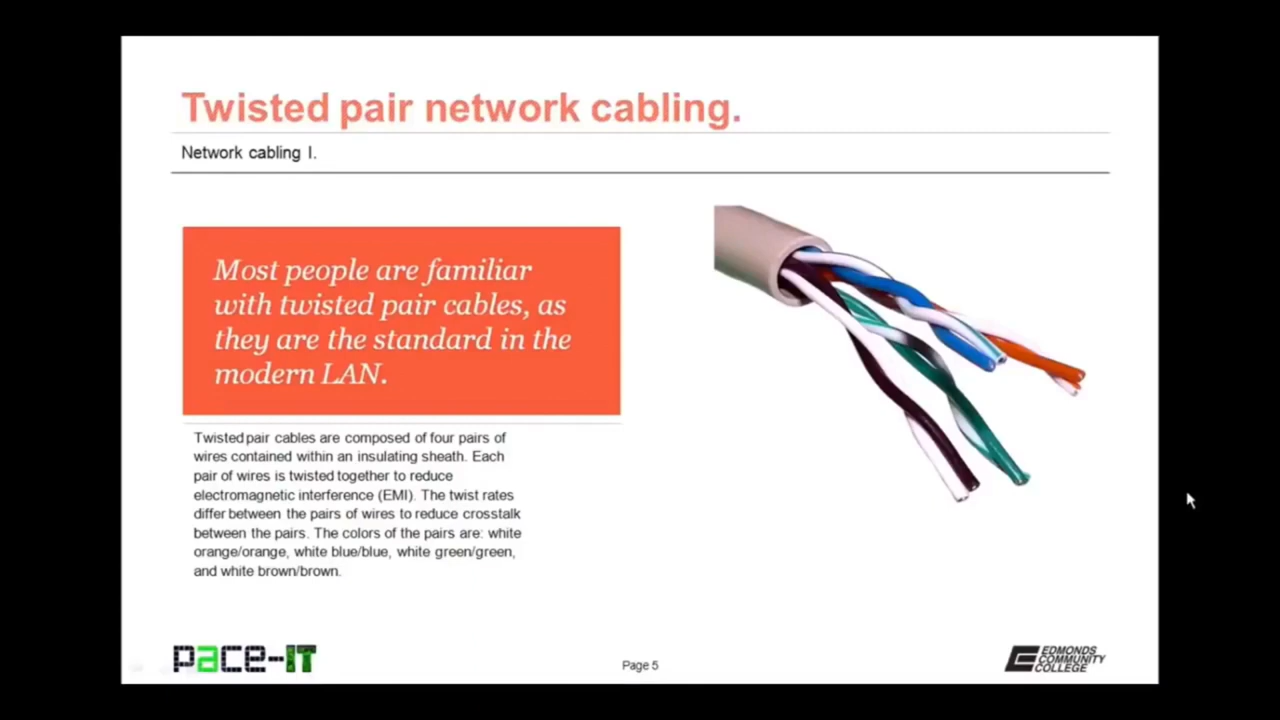 Twisted pair network cabling.
Network cabling I.
Most people are familiar
with twisted pair cables, as
they are the standard in the
modern LAN.
Twisted pair cables are composed of four pairs of
wires contained within an insulating sheath. Each
pair of wires is twisted together to reduce
electromagnetic interference (EMI). The twist rates
differ between the pairs of wires to reduce crosstalk
between the pairs. The colors of the pairs are: white
orange/orange, white blue/blue, white green/green,
and white brown/brown.
pace-IT
Page 5
EDMONDS
COMMUNITY
COLLEGE